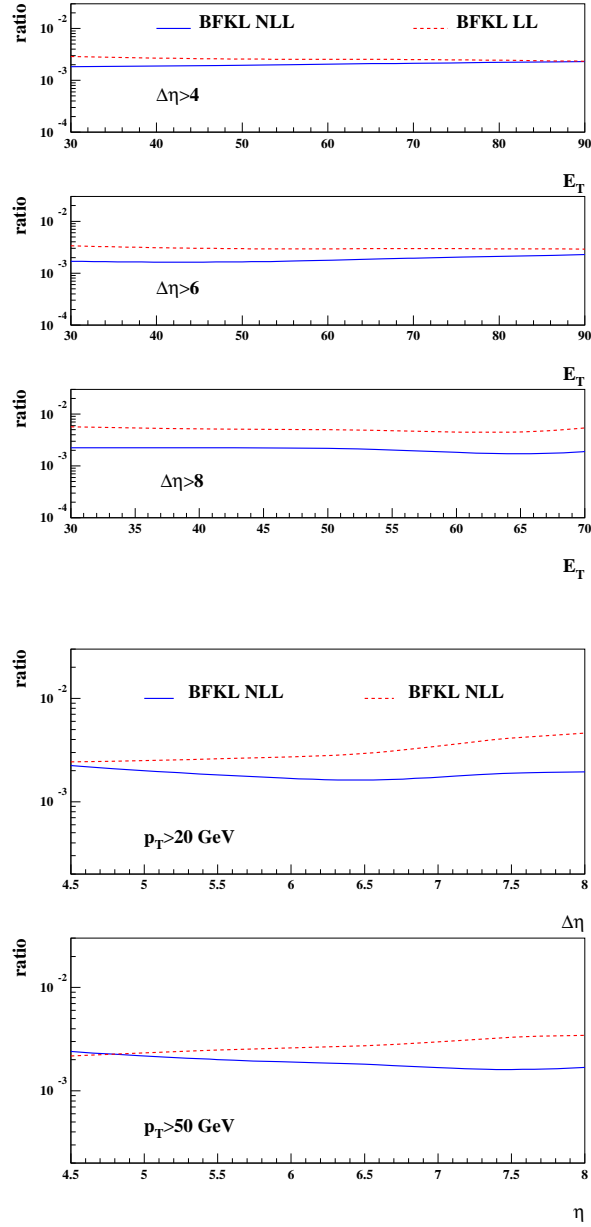 ratio
BFKL NLL BFKL LL
10^-2
10^-3
Δη>4
10^-4
30 40 50 60 70 80 90
E_T
ratio
10^-2
10^-3
Δη>6
10^-4
30 40 50 60 70 80 90
E_T
ratio
10^-2
10^-3
Δη>8
10^-4
30 35 40 45 50 55 60 65 70
E_T
ratio
BFKL NLL BFKL NLL
10^-2
10^-3
p_T>20 GeV
4.5 5 5.5 6 6.5 7 7.5 8
Δη
ratio
10^-2
10^-3
p_T>50 GeV
4.5 5 5.5 6 6.5 7 7.5 8
η